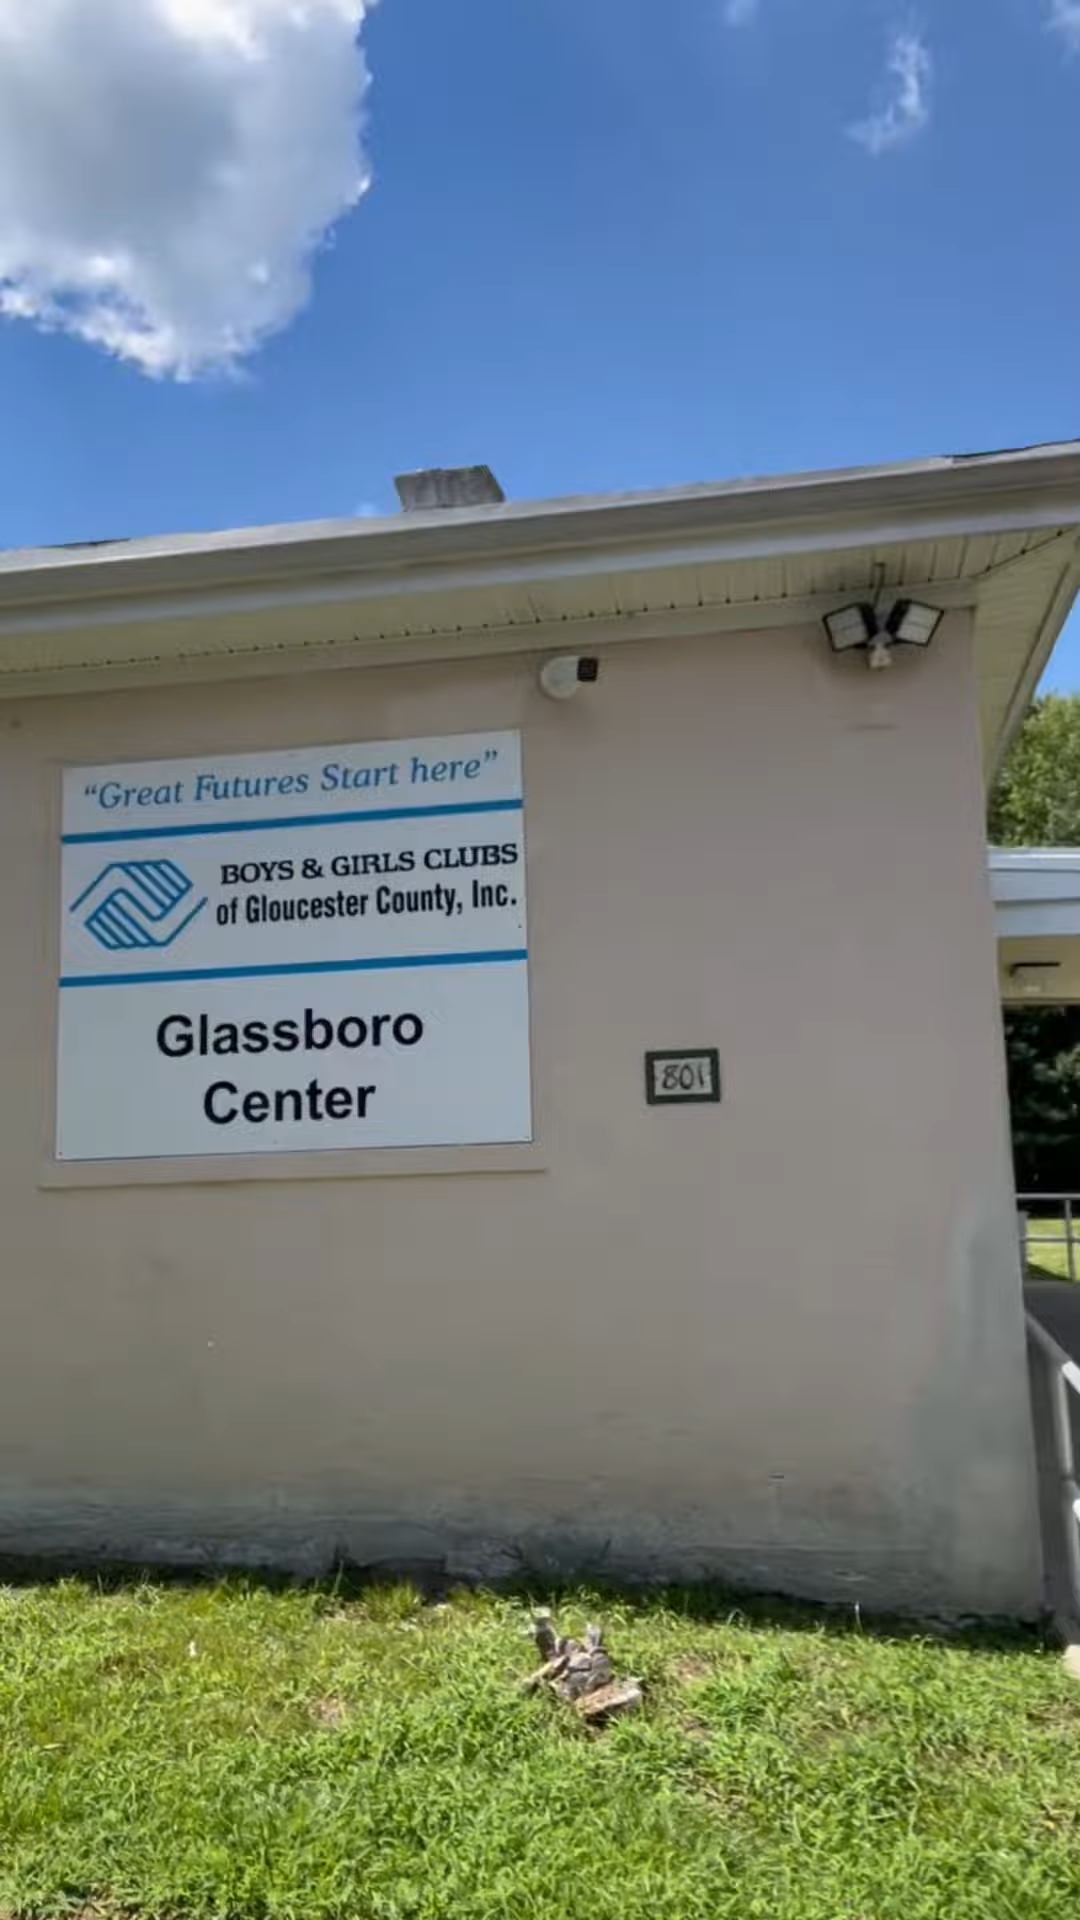 “Great Futures Start here”
BOYS & GIRLS CLUBS
of Gloucester County, Inc.
Glassboro
Center
801